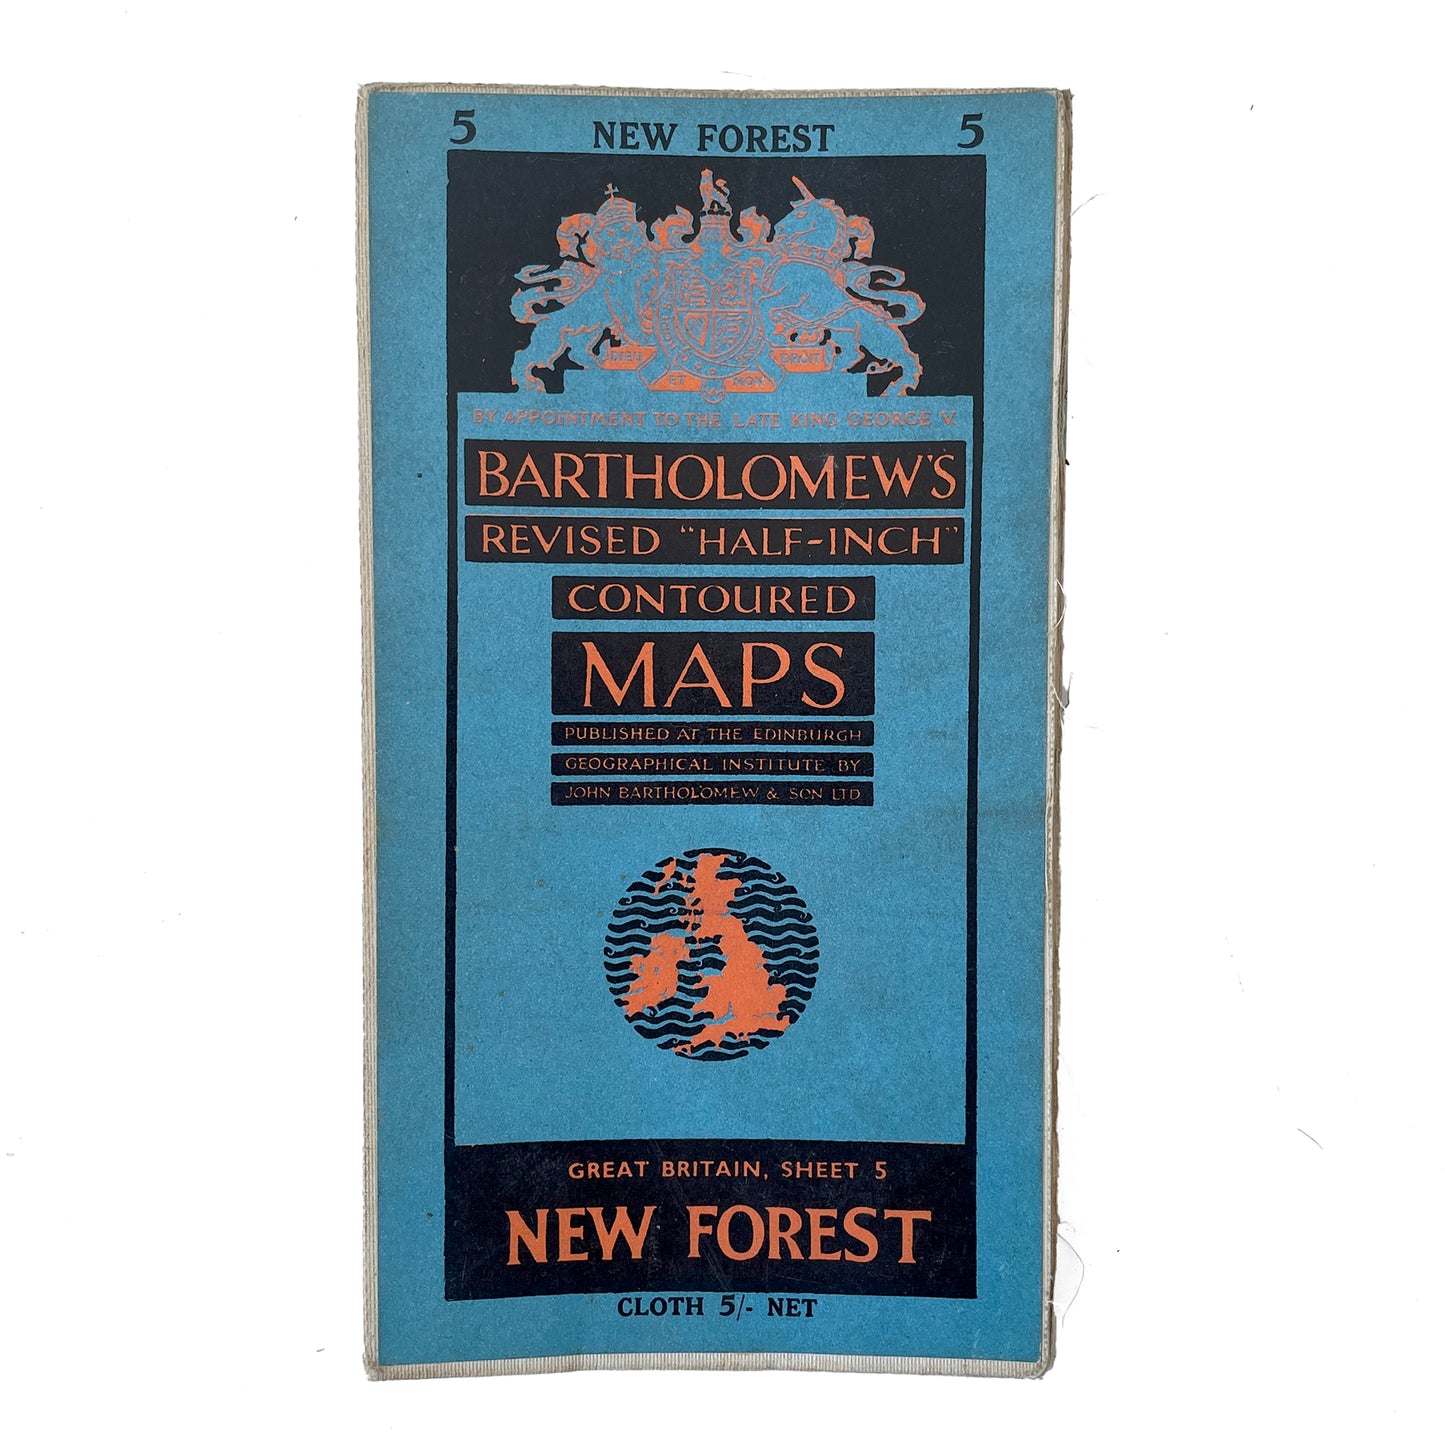 5 NEW FOREST 5
DIEU ET MON DROIT
BY APPOINTMENT TO THE LATE KING GEORGE V.
BARTHOLOMEW'S
REVISED "HALF-INCH"
CONTOURED
MAPS
PUBLISHED AT THE EDINBURGH
GEOGRAPHICAL INSTITUTE BY
JOHN BARTHOLOMEW & SON LTD
GREAT BRITAIN, SHEET 5
NEW FOREST
CLOTH 5/- NET